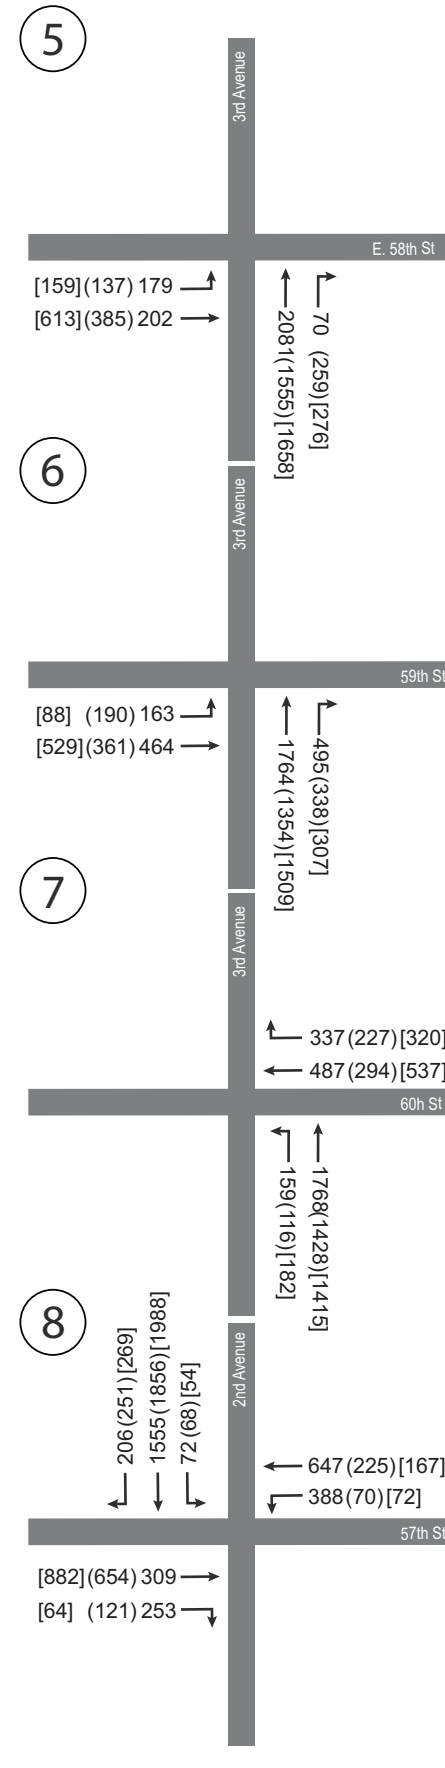 5
3rd Avenue
E. 58th St
[159](137) 179
[613](385) 202
2081(1555)[1658]
70 (259)[276]
6
3rd Avenue
59th St
[88] (190) 163
[529](361) 464
1764(1354)[1509]
495(338)[307]
7
3rd Avenue
337(227)[320]
487(294)[537]
60h St
159(116)[182]
1768(1428)[1415]
8
206(251)[269]
1555(1856)[1988]
72(68)[54]
2nd Avenue
647(225)[167]
388(70)[72]
57th St
[882](654) 309
[64] (121) 253